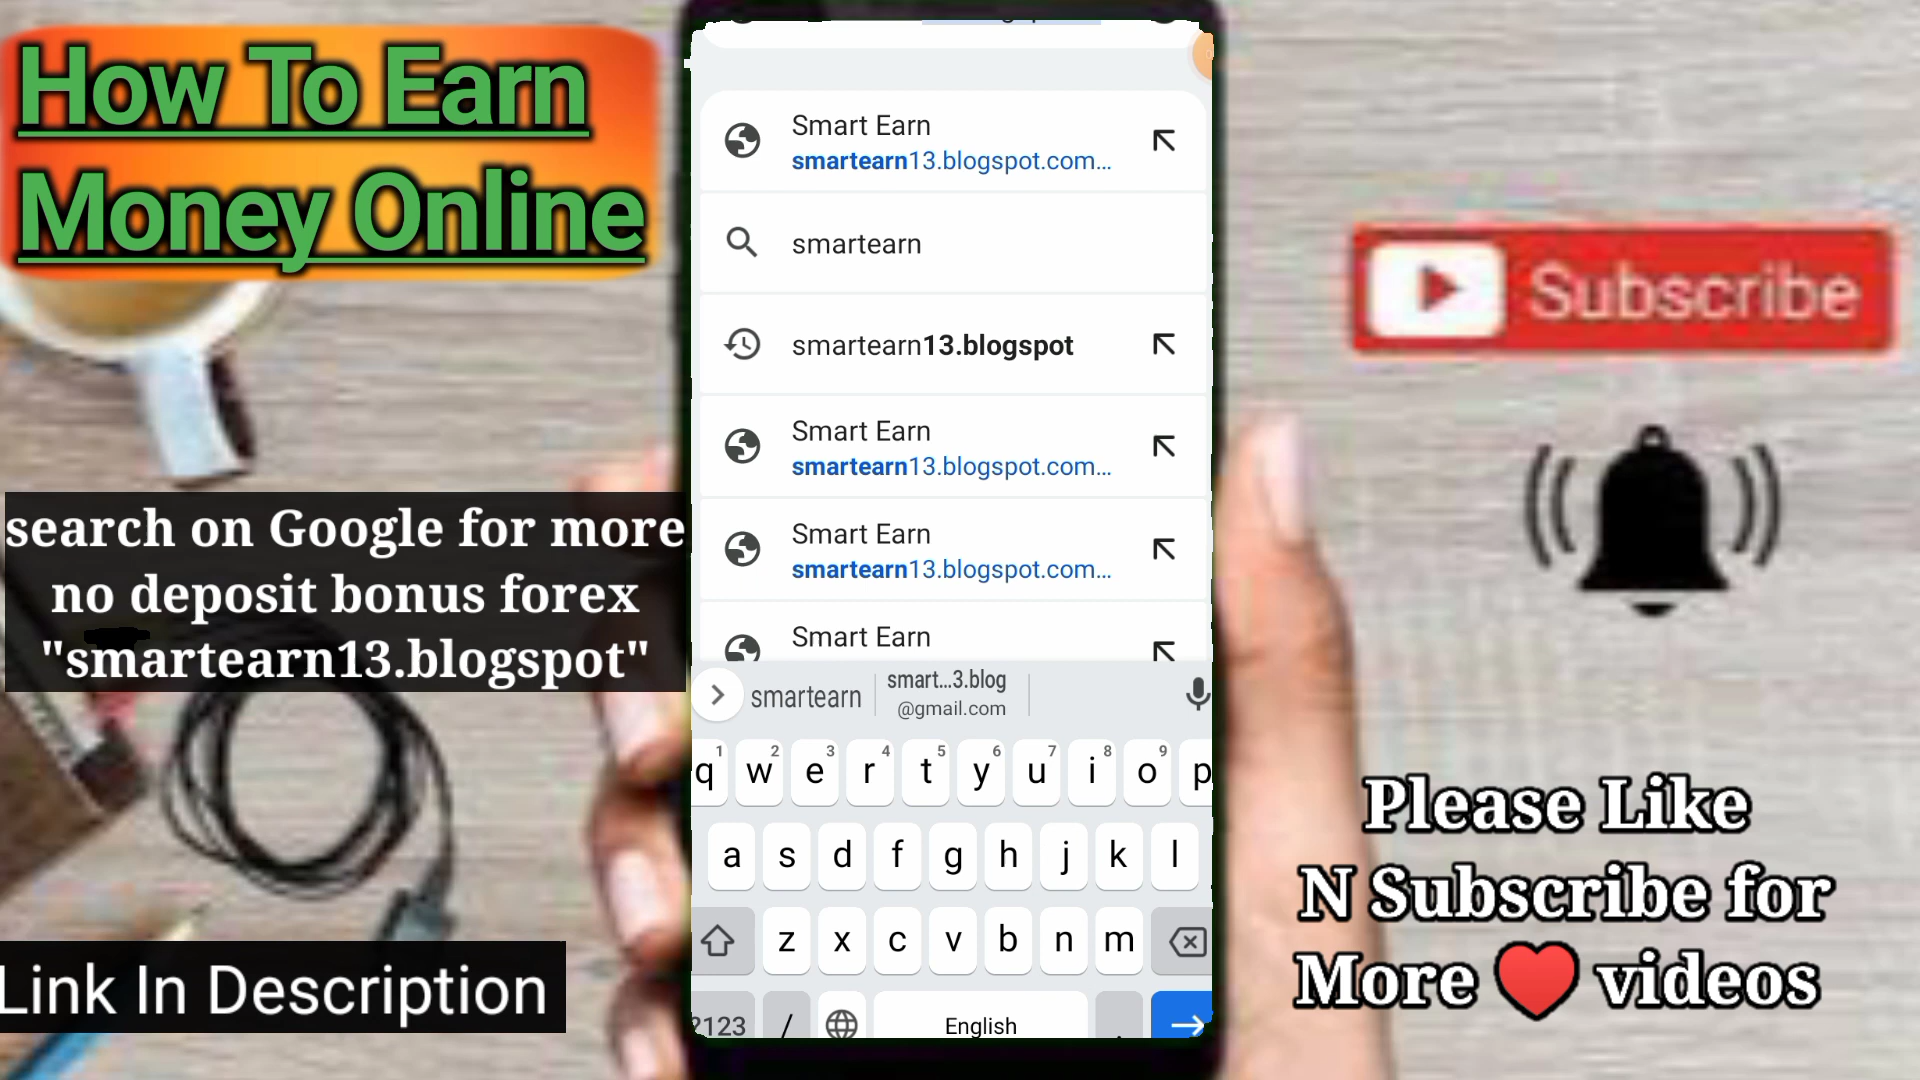 How To Earn
Money Online
search on Google for more
no deposit bonus forex
"smartearn13.blogspot"
Link In Description
Smart Earn
smartearn13.blogspot.com...
smartearn
smartearn13.blogspot
Smart Earn
smartearn13.blogspot.com...
Smart Earn
smartearn13.blogspot.com...
Smart Earn
smartearn
smart...3.blog
@gmail.com
1 2 3 4 5 6 7 8 9
q w e r t y u i o p
a s d f g h j k l
z x c v b n m
?123 / English .
Subscribe
Please Like
N Subscribe for
More ❤ videos